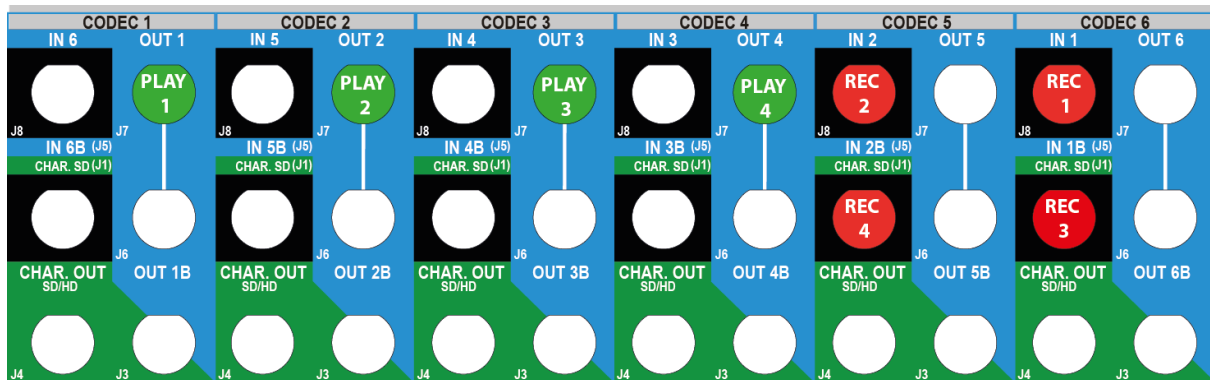 CODEC 1 CODEC 2 CODEC 3 CODEC 4 CODEC 5 CODEC 6
IN 6 OUT 1 IN 5 OUT 2 IN 4 OUT 3 IN 3 OUT 4 IN 2 OUT 5 IN 1 OUT 6
PLAY PLAY PLAY PLAY REC REC
1 2 3 4 2 1
J8 J7 J8 J7 J8 J7 J8 J7 J8 J7 J8 J7
IN 6B (J5) IN 5B (J5) IN 4B (J5) IN 3B (J5) IN 2B (J5) IN 1B (J5)
CHAR. SD (J1) CHAR. SD (J1) CHAR. SD (J1) CHAR. SD (J1) CHAR. SD (J1) CHAR. SD (J1)
REC REC
4 3
J6 J6 J6 J6 J6 J6
CHAR. OUT OUT 1B CHAR. OUT OUT 2B CHAR. OUT OUT 3B CHAR. OUT OUT 4B CHAR. OUT OUT 5B CHAR. OUT OUT 6B
SD/HD SD/HD SD/HD SD/HD SD/HD SD/HD
J4 J3 J4 J3 J4 J3 J4 J3 J4 J3 J4 J3